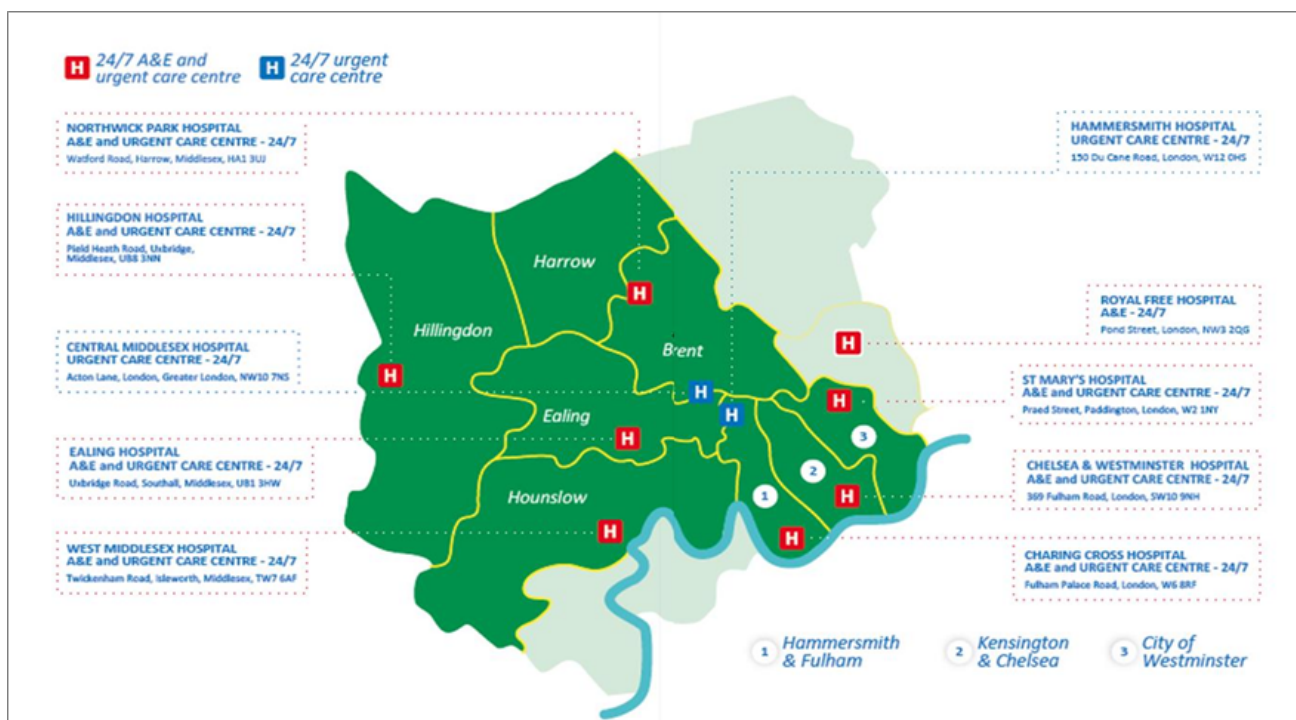 H 24/7 A&E and
urgent care centre
H 24/7 urgent
care centre
NORTHWICK PARK HOSPITAL
A&E and URGENT CARE CENTRE - 24/7
Watford Road, Harrow, Middlesex, HA1 3UJ
HILLINGDON HOSPITAL
A&E and URGENT CARE CENTRE - 24/7
Pield Heath Road, Uxbridge,
Middlesex, UB8 3NN
CENTRAL MIDDLESEX HOSPITAL
URGENT CARE CENTRE - 24/7
Acton Lane, London, Greater London, NW10 7NS
EALING HOSPITAL
A&E and URGENT CARE CENTRE - 24/7
Uxbridge Road, Southall, Middlesex, UB1 3HW
WEST MIDDLESEX HOSPITAL
A&E and URGENT CARE CENTRE - 24/7
Twickenham Road, Isleworth, Middlesex, TW7 6AF
Harrow
H
Hillingdon
Brent
H
H
H
H
H
Ealing
H
3
H
2
Hounslow
1
H
H
H
HAMMERSMITH HOSPITAL
URGENT CARE CENTRE - 24/7
150 Du Cane Road, London, W12 0HS
ROYAL FREE HOSPITAL
A&E - 24/7
Pond Street, London, NW3 2QG
ST MARY'S HOSPITAL
A&E and URGENT CARE CENTRE - 24/7
Praed Street, Paddington, London, W2 1NY
CHELSEA & WESTMINSTER HOSPITAL
A&E and URGENT CARE CENTRE - 24/7
369 Fulham Road, London, SW10 9NH
CHARING CROSS HOSPITAL
A&E and URGENT CARE CENTRE - 24/7
Fulham Palace Road, London, W6 8RF
1 Hammersmith
& Fulham
2 Kensington
& Chelsea
3 City of
Westminster